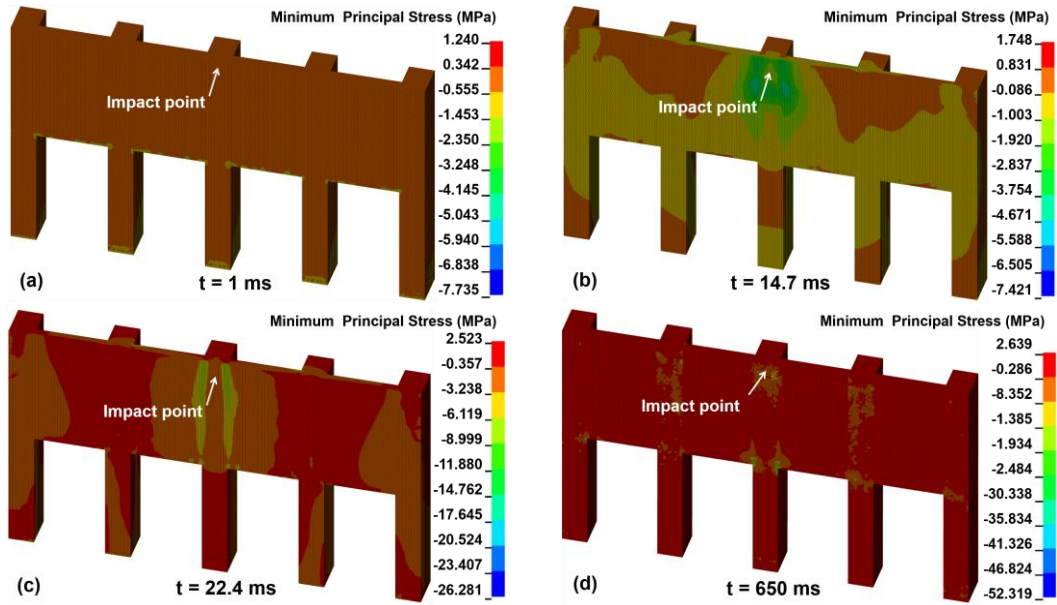 Minimum Principal Stress (MPa)
1.240
0.342
-0.555
-1.453
-2.350
-3.248
-4.145
-5.043
-5.940
-6.838
-7.735
Impact point
(a)
t = 1 ms
Minimum Principal Stress (MPa)
1.748
0.831
-0.086
-1.003
-1.920
-2.837
-3.754
-4.671
-5.588
-6.505
-7.421
Impact point
(b)
t = 14.7 ms
Minimum Principal Stress (MPa)
2.523
-0.357
-3.238
-6.119
-8.999
-11.880
-14.762
-17.645
-20.524
-23.407
-26.281
Impact point
(c)
t = 22.4 ms
Minimum Principal Stress (MPa)
2.639
-0.286
-8.352
-1.385
-1.934
-2.484
-30.338
-35.834
-41.326
-46.824
-52.319
Impact point
(d)
t = 650 ms